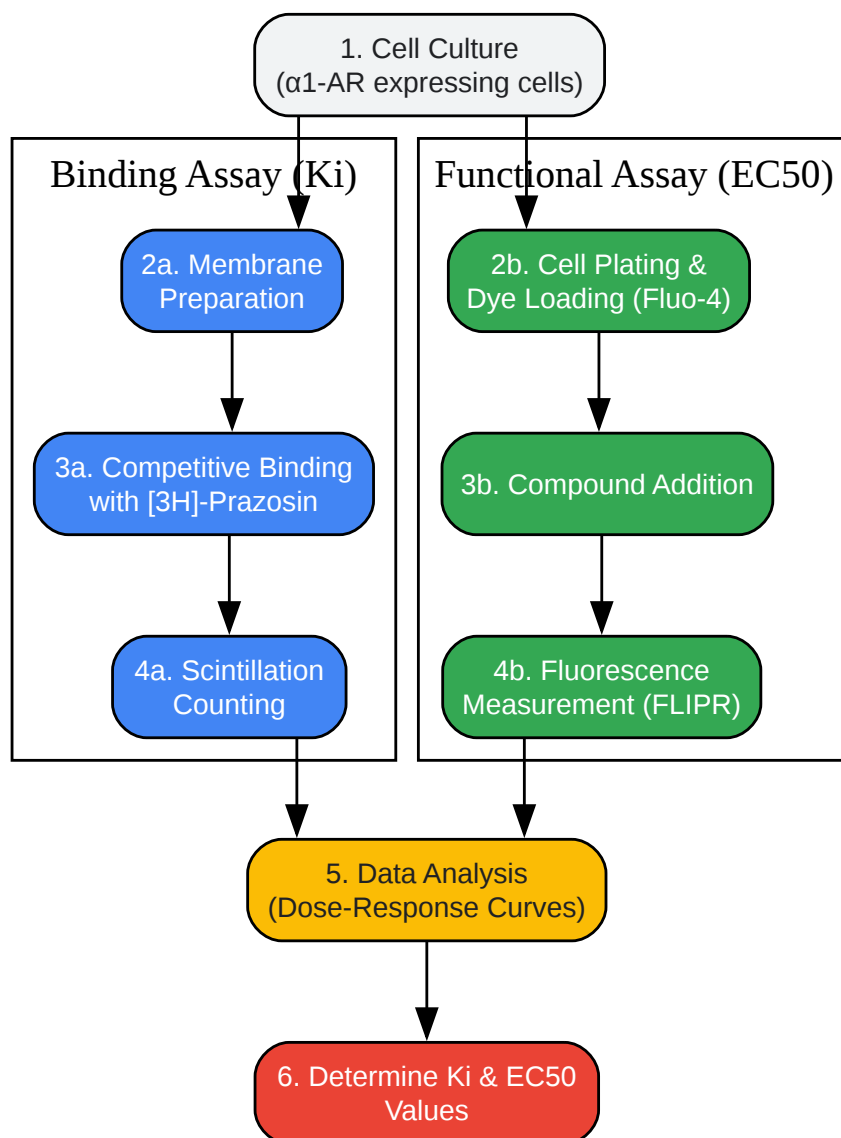 1. Cell Culture
(α1-AR expressing cells)
Binding Assay (Ki)
2a. Membrane
Preparation
3a. Competitive Binding
with [3H]-Prazosin
4a. Scintillation
Counting
Functional Assay (EC50)
2b. Cell Plating &
Dye Loading (Fluo-4)
3b. Compound Addition
4b. Fluorescence
Measurement (FLIPR)
5. Data Analysis
(Dose-Response Curves)
6. Determine Ki & EC50
Values